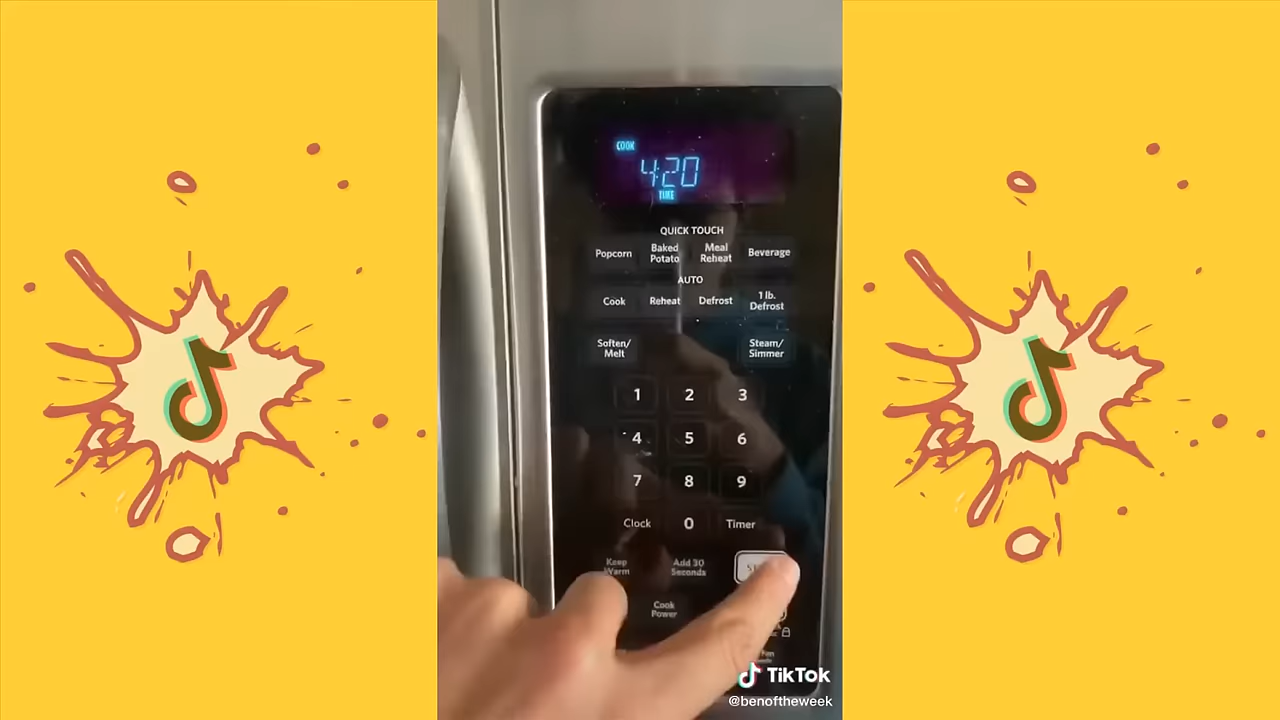 COOK
4:20
TIME
QUICK TOUCH
Popcorn
Baked
Potato
Meal
Reheat
Beverage
AUTO
Cook
Reheat
Defrost
1 lb.
Defrost
Soften/
Melt
Steam/
Simmer
1 2 3
4 5 6
7 8 9
Clock 0 Timer
Keep
Warm
Add 30
Seconds
Cook
Power
TikTok
@benoftheweek